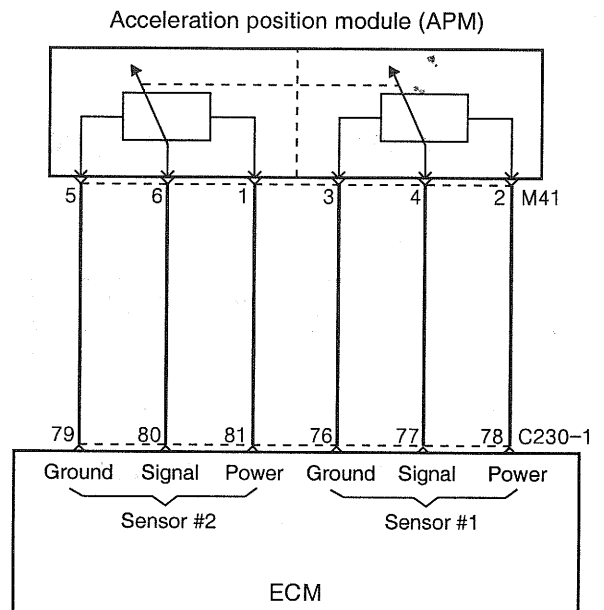 Acceleration position module (APM)
5 6 1 3 4 2 M41
79 80 81 76 77 78 C230-1
Ground Signal Power Ground Signal Power
Sensor #2 Sensor #1
ECM